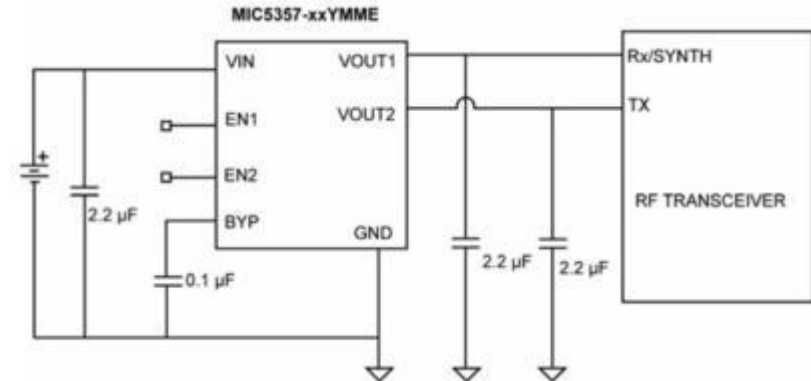 MIC5357-xxYMME
VIN
VOUT1
Rx/SYNTH
EN1
VOUT2
TX
+
EN2
2.2 µF
BYP
GND
RF TRANSCEIVER
0.1 µF
2.2 µF
2.2 µF